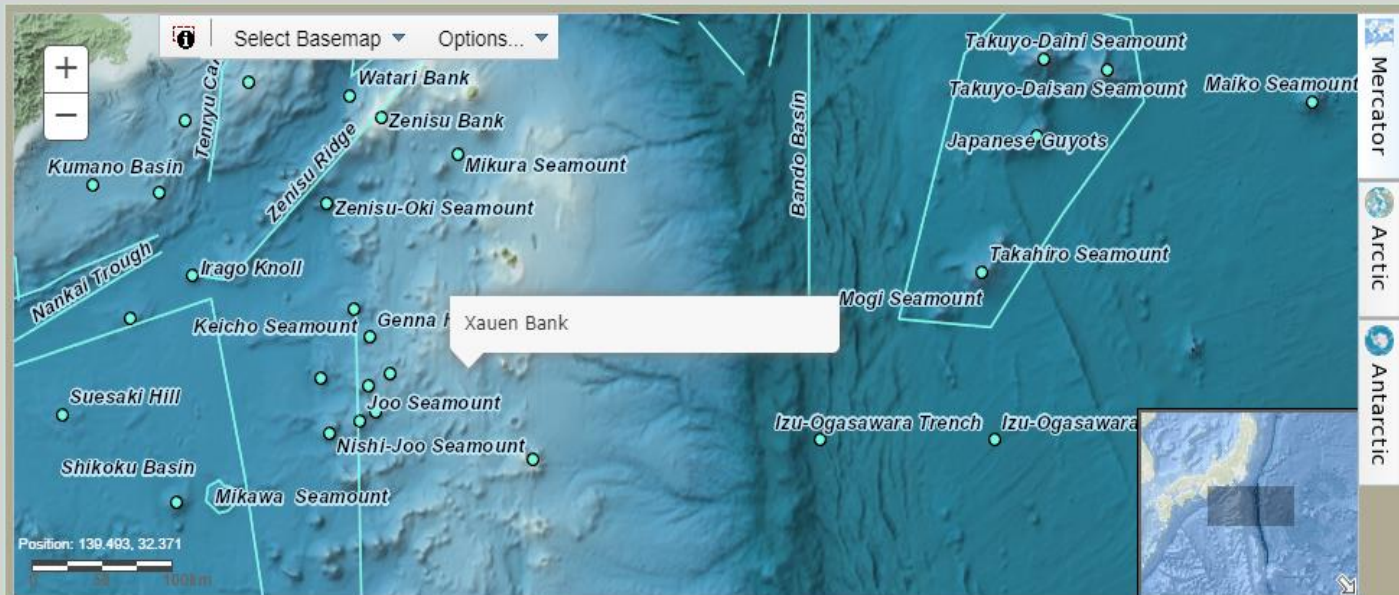 Select Basemap
Options...
Mercator
Arctic
Antarctic
Takuyo-Daini Seamount
Watari Bank
Takuyo-Daisan Seamount
Maiko Seamount
Zenisu Bank
Japanese Guyots
Kumano Basin
Mikura Seamount
Zenisu Ridge
Bando Basin
Zenisu-Oki Seamount
Takahiro Seamount
Irago Knoll
Nankai Trough
Mogi Seamount
Keicho Seamount
Genna
Xauen Bank
Suesaki Hill
Joo Seamount
Izu-Ogasawara Trench
Izu-Ogasawara
Nishi-Joo Seamount
Shikoku Basin
Mikawa Seamount
Position: 139.493, 32.371
0 50 100km